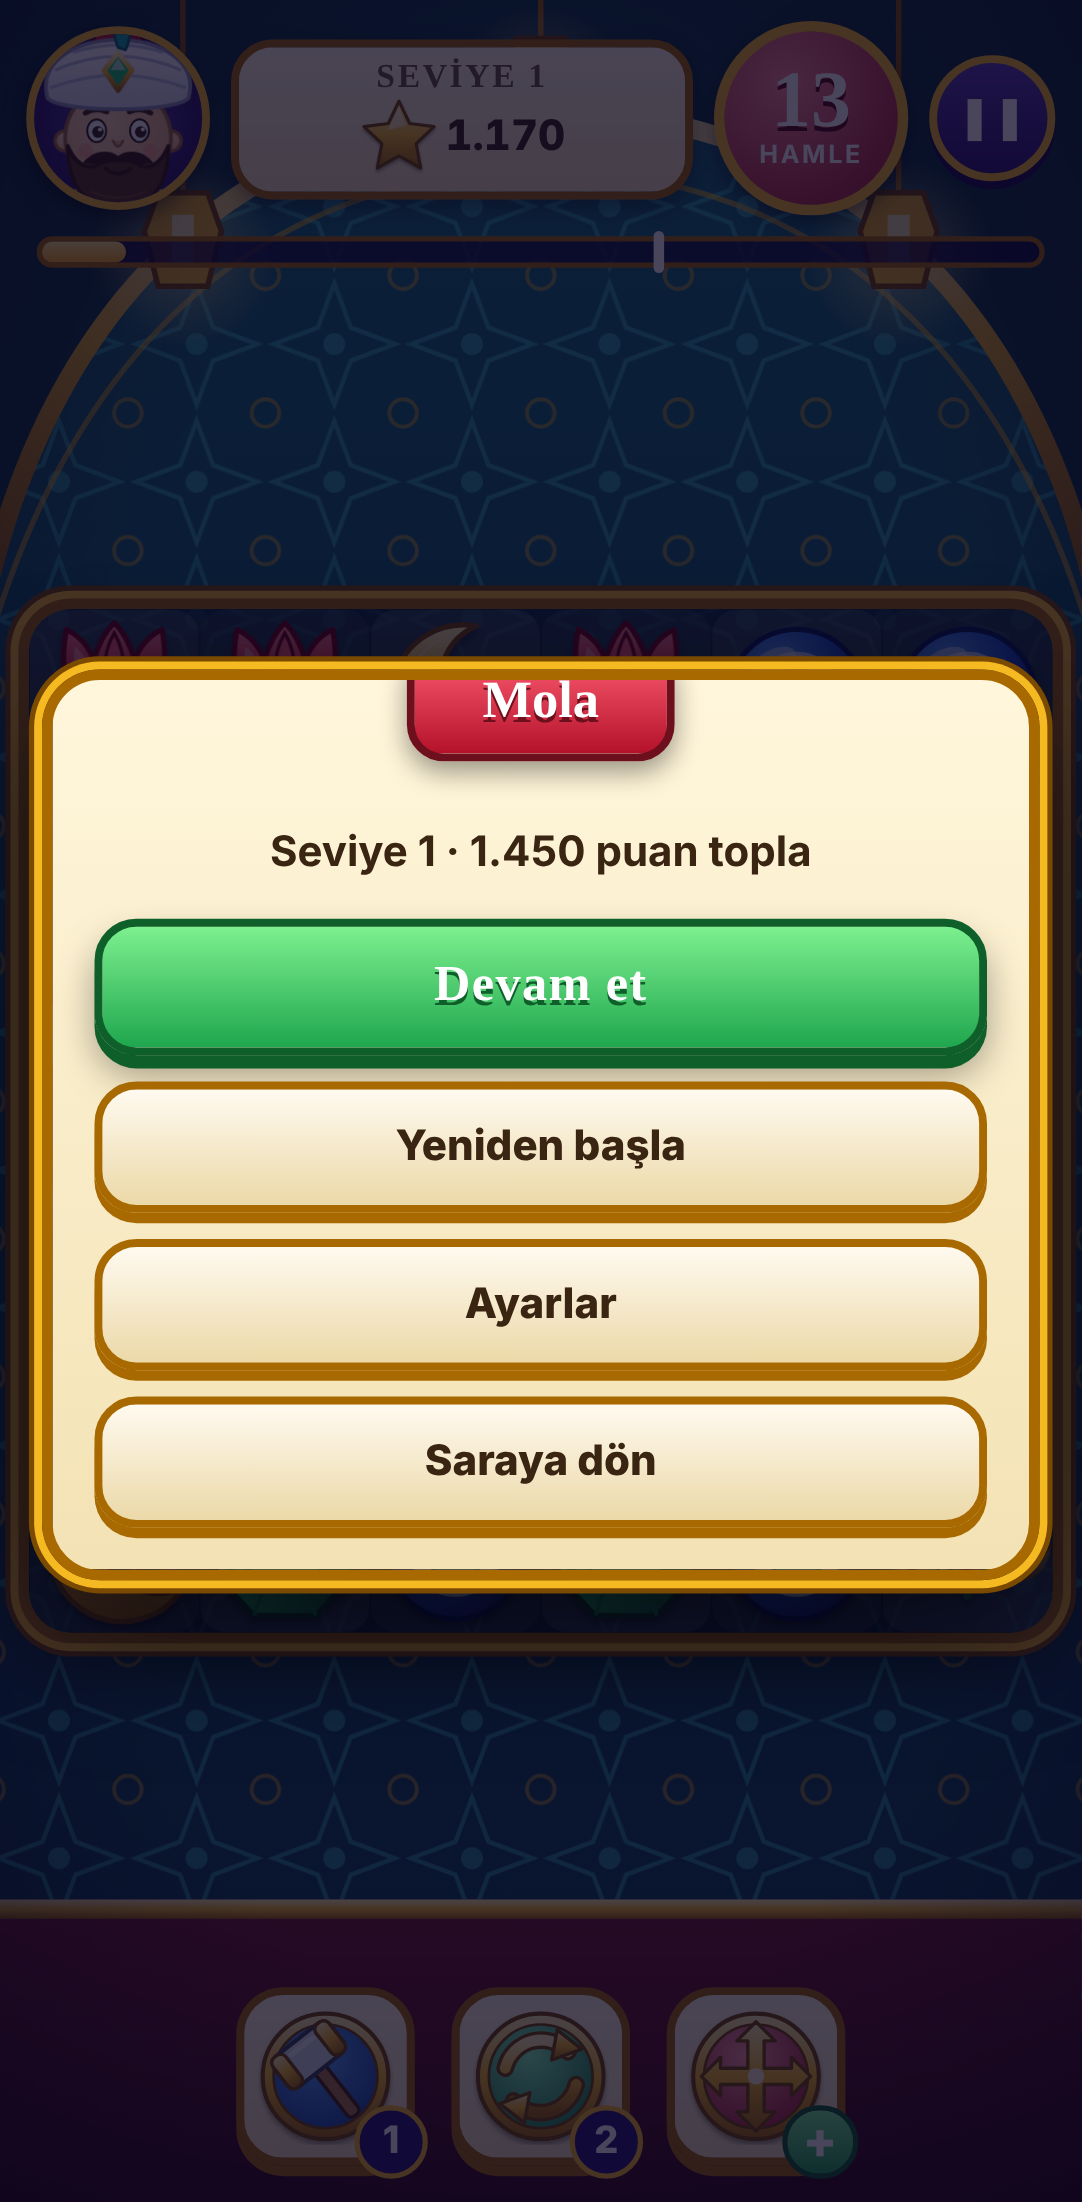 SEVİYE 1
1.170
13
HAMLE
Mola
Seviye 1 · 1.450 puan topla
Devam et
Yeniden başla
Ayarlar
Saraya dön
1
2
+